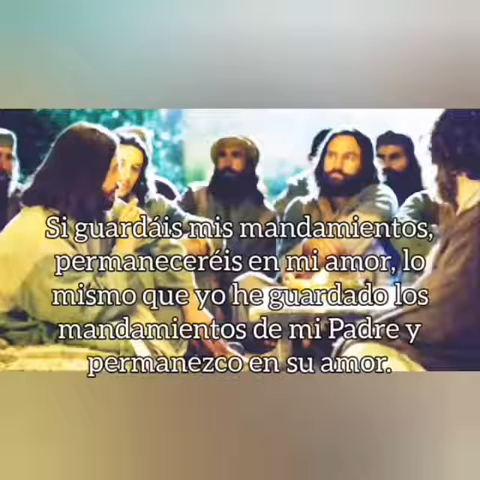 Si guardáis mis mandamientos,
permaneceréis en mi amor, lo
mismo que yo he guardado los
mandamientos de mi Padre y
permanezco en su amor.